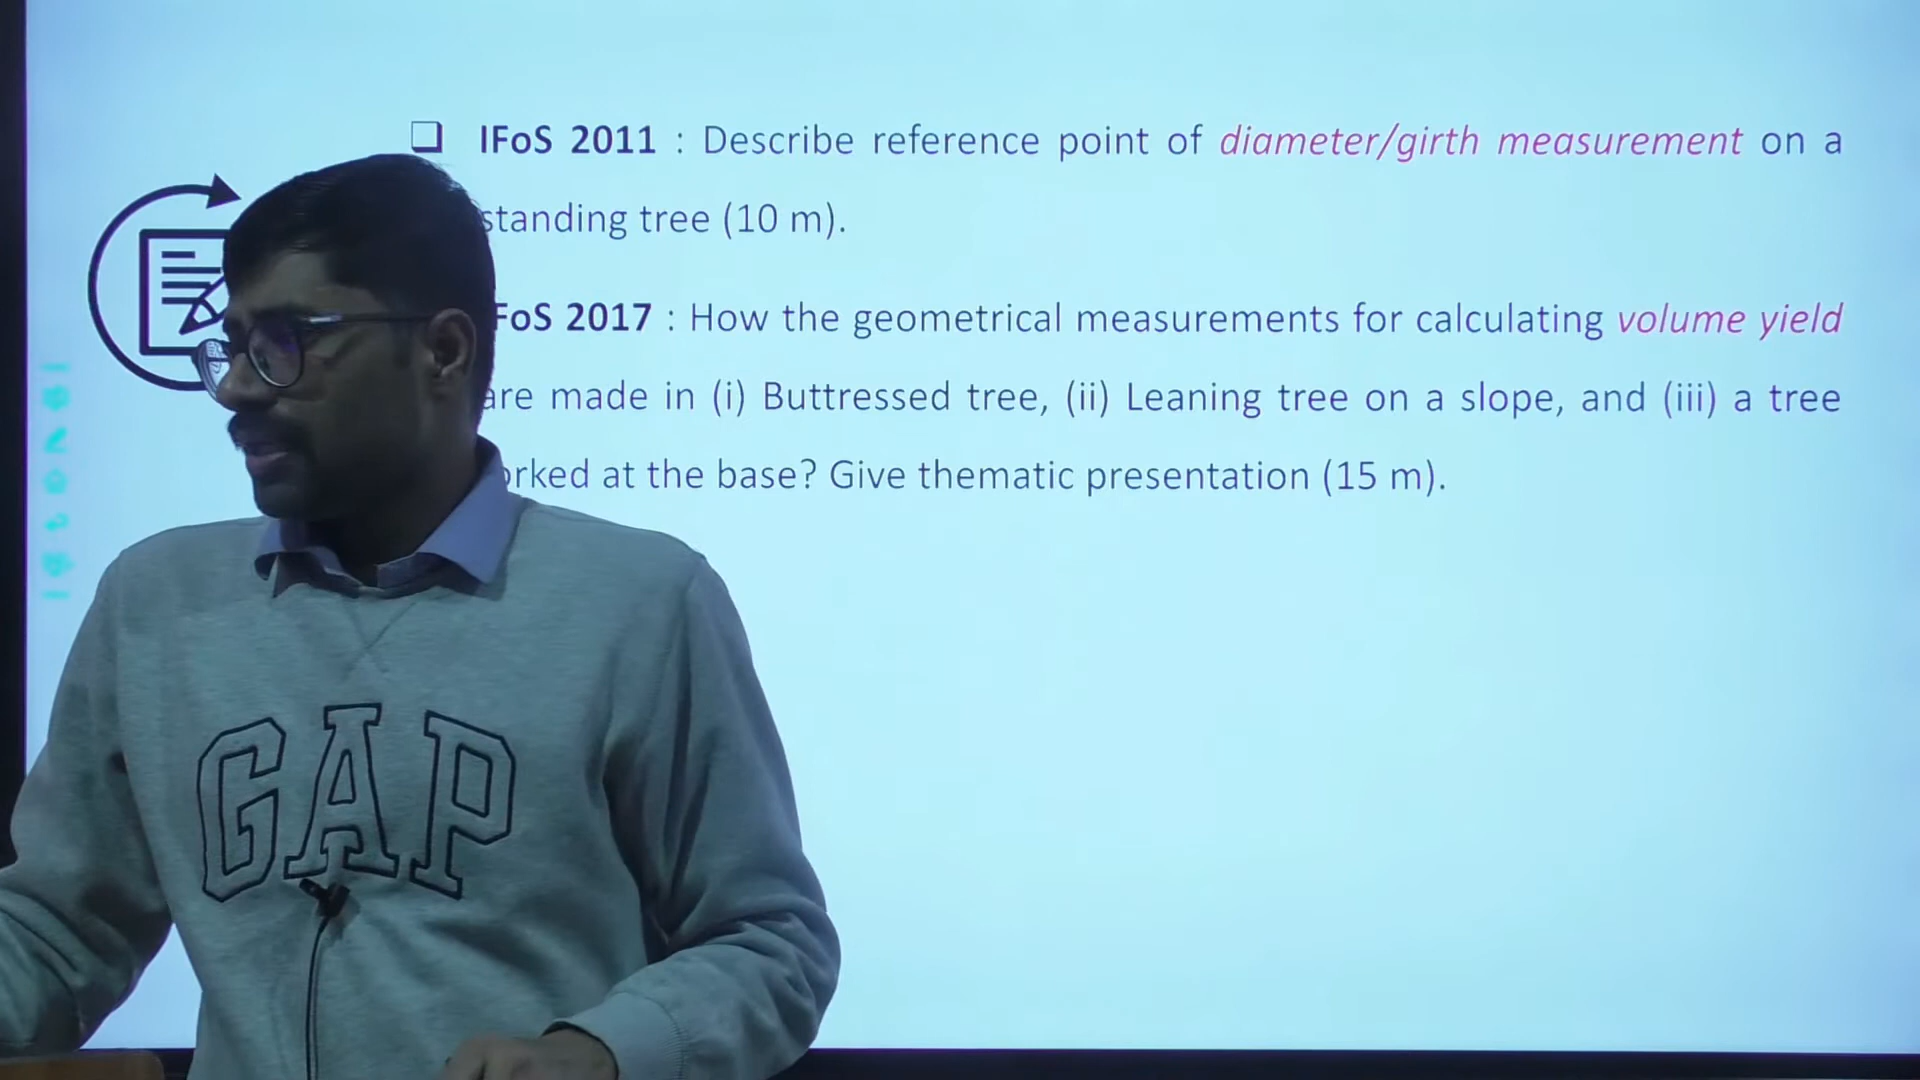 IFoS 2011 : Describe reference point of diameter/girth measurement on a
standing tree (10 m).
FoS 2017 : How the geometrical measurements for calculating volume yield
are made in (i) Buttressed tree, (ii) Leaning tree on a slope, and (iii) a tree
orked at the base? Give thematic presentation (15 m).
GAP